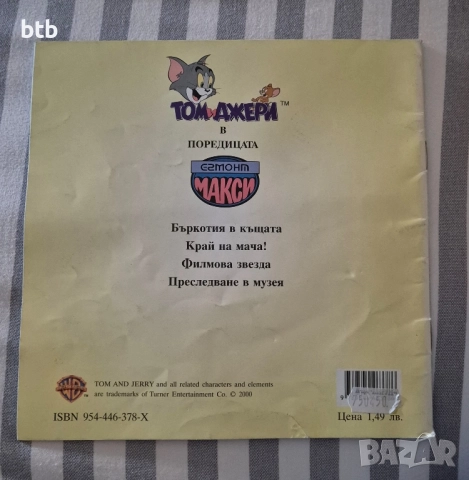 btb
ТОМ и ДЖЕРИ™
В
ПОРЕДИЦАТА
ЕГМОНТ
МАКСИ
Бъркотия в къщата
Край на мача!
Филмова звезда
Преследване в музея
TOM AND JERRY and all related characters and elements
are trademarks of Turner Entertainment Co. © 2000
ISBN 954-446-378-X
Цена 1,49 лв.
BAZAR